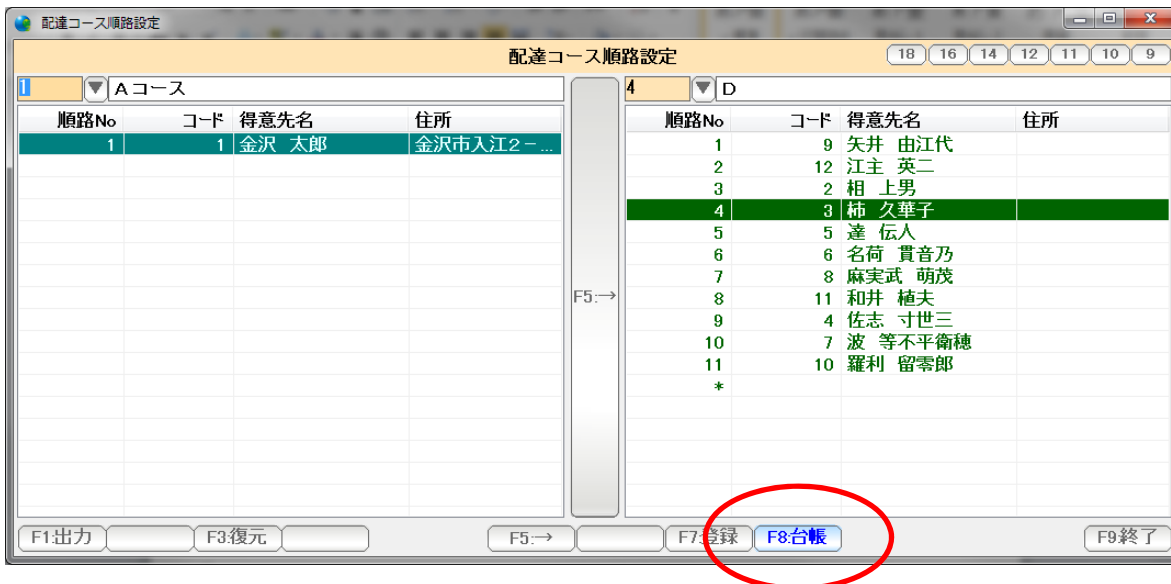 配達コース順路設定
配達コース順路設定 18 16 14 12 11 10 9
1 ▼ Aコース
順路No コード 得意先名 住所
1 1 金沢 太郎 金沢市入江2−...
F5:→
4 ▼ D
順路No コード 得意先名 住所
1 9 矢井 由江代
2 12 江主 英二
3 2 相 上男
4 3 柿 久華子
5 5 達 伝人
6 6 名荷 貫音乃
7 8 麻実武 萌茂
8 11 和井 植夫
9 4 佐志 寸世三
10 7 波 等不平衛穂
11 10 羅利 留零郎
*
F1:出力 F3:復元 F5:→ F7:登録 F8:台帳 F9:終了